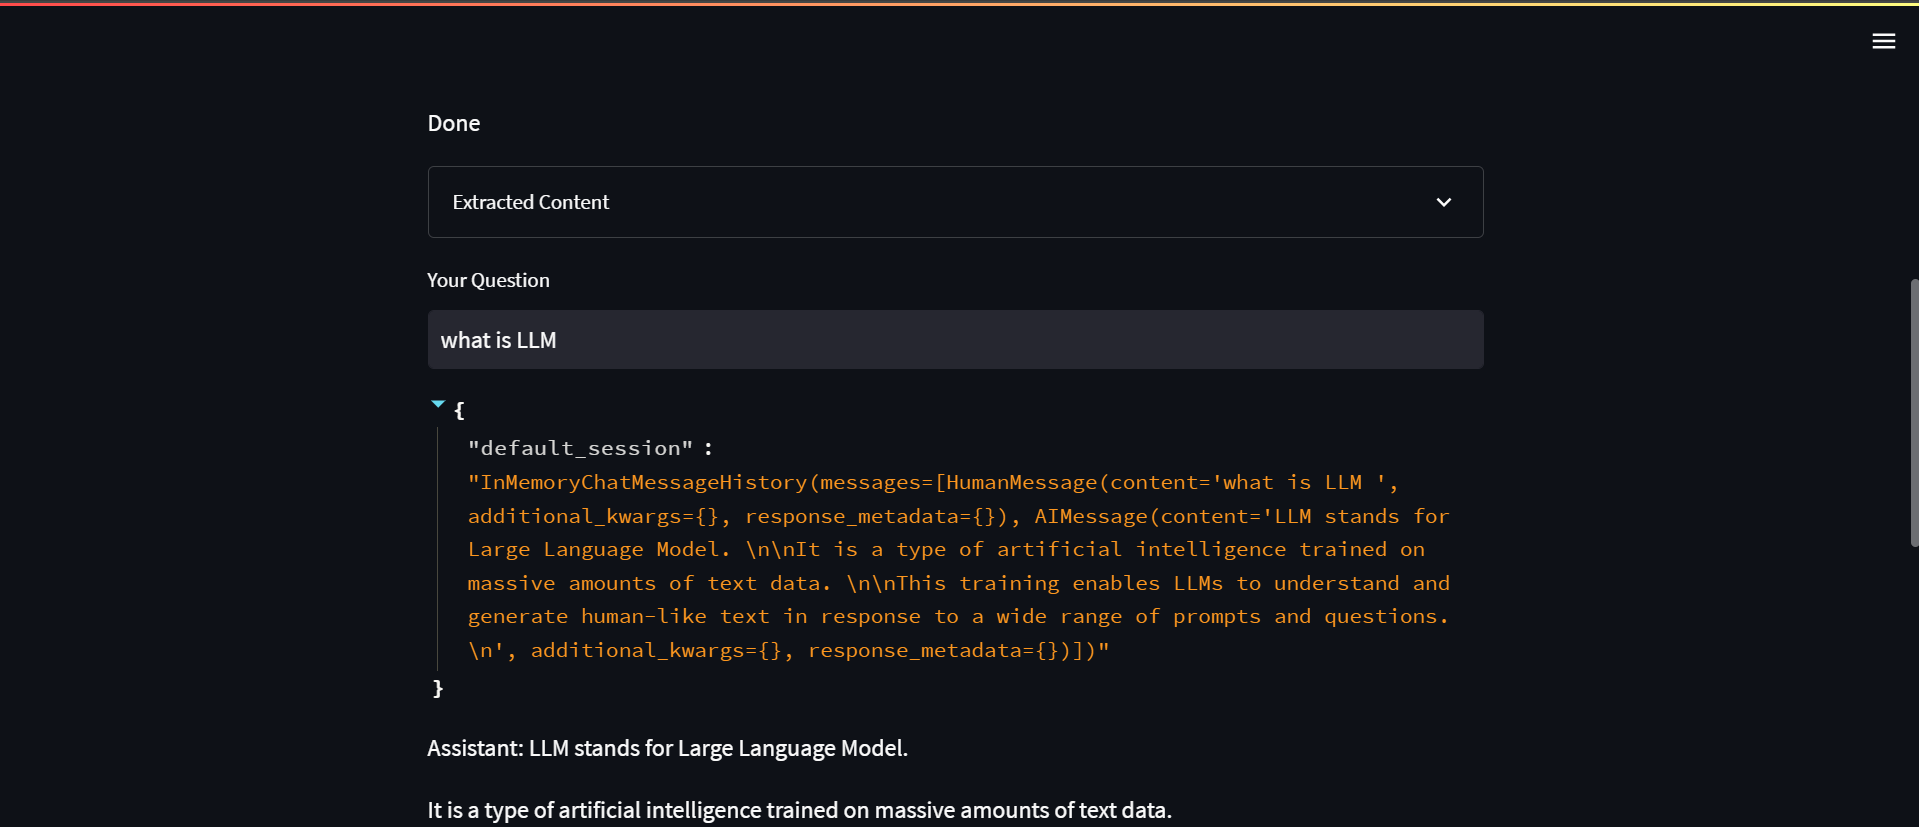 Done
Extracted Content
Your Question
what is LLM
{
"default_session" :
"InMemoryChatMessageHistory(messages=[HumanMessage(content='what is LLM ',
additional_kwargs={}, response_metadata={}), AIMessage(content='LLM stands for
Large Language Model. \n\nIt is a type of artificial intelligence trained on
massive amounts of text data. \n\nThis training enables LLMs to understand and
generate human-like text in response to a wide range of prompts and questions.
\n', additional_kwargs={}, response_metadata={})])"
}
Assistant: LLM stands for Large Language Model.
It is a type of artificial intelligence trained on massive amounts of text data.